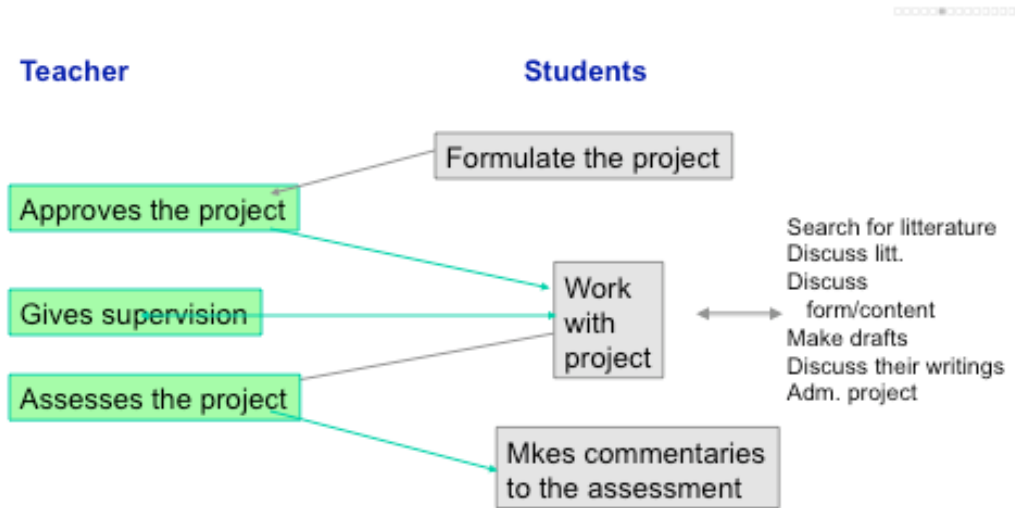 Teacher
Students
Formulate the project
Approves the project
Search for litterature
Discuss litt.
Discuss
form/content
Make drafts
Discuss their writings
Adm. project
Work
with
project
Gives supervision
Assesses the project
Mkes commentaries
to the assessment